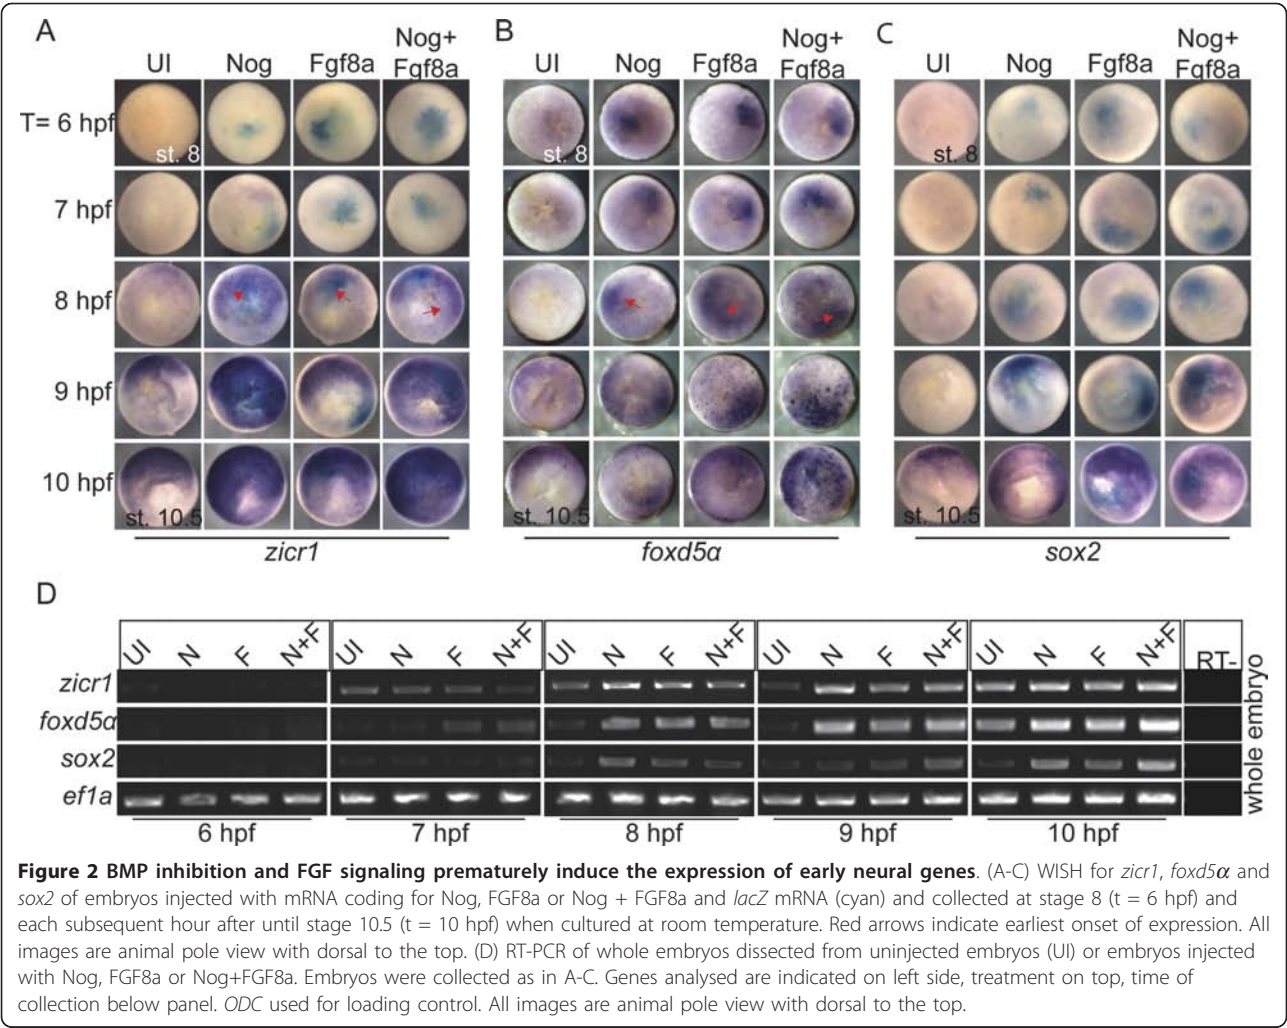 A
UI Nog Fgf8a Nog+
Fgf8a
B
UI Nog Fgf8a Nog+
Fgf8a
C
UI Nog Fgf8a Nog+
Fgf8a
T= 6 hpf
st. 8
st. 8
st. 8
7 hpf
8 hpf
9 hpf
10 hpf
st. 10.5
st. 10.5
st. 10.5
zicr1
foxd5α
sox2
D
UI N F N+F UI N F N+F UI N F N+F UI N F N+F UI N F N+F RT-
zicr1
foxd5α
sox2
ef1a
whole embryo
6 hpf 7 hpf 8 hpf 9 hpf 10 hpf
Figure 2 BMP inhibition and FGF signaling prematurely induce the expression of early neural genes. (A-C) WISH for zicr1, foxd5α and
sox2 of embryos injected with mRNA coding for Nog, FGF8a or Nog + FGF8a and lacZ mRNA (cyan) and collected at stage 8 (t = 6 hpf) and
each subsequent hour after until stage 10.5 (t = 10 hpf) when cultured at room temperature. Red arrows indicate earliest onset of expression. All
images are animal pole view with dorsal to the top. (D) RT-PCR of whole embryos dissected from uninjected embryos (UI) or embryos injected
with Nog, FGF8a or Nog+FGF8a. Embryos were collected as in A-C. Genes analysed are indicated on left side, treatment on top, time of
collection below panel. ODC used for loading control. All images are animal pole view with dorsal to the top.